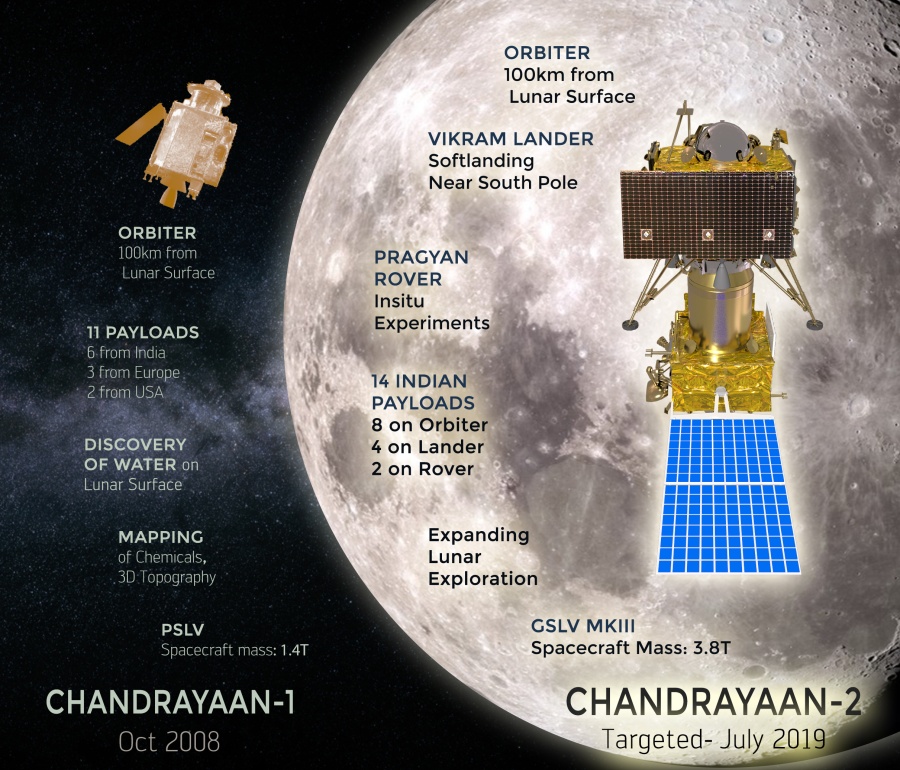 ORBITER
100km from
Lunar Surface
11 PAYLOADS
6 from India
3 from Europe
2 from USA
DISCOVERY
OF WATER on
Lunar Surface
MAPPING
of Chemicals,
3D Topography
PSLV
Spacecraft mass: 1.4T
CHANDRAYAAN-1
Oct 2008
ORBITER
100km from
Lunar Surface
VIKRAM LANDER
Softlanding
Near South Pole
PRAGYAN
ROVER
Insitu
Experiments
14 INDIAN
PAYLOADS
8 on Orbiter
4 on Lander
2 on Rover
Expanding
Lunar
Exploration
GSLV MKIII
Spacecraft Mass: 3.8T
CHANDRAYAAN-2
Targeted- July 2019